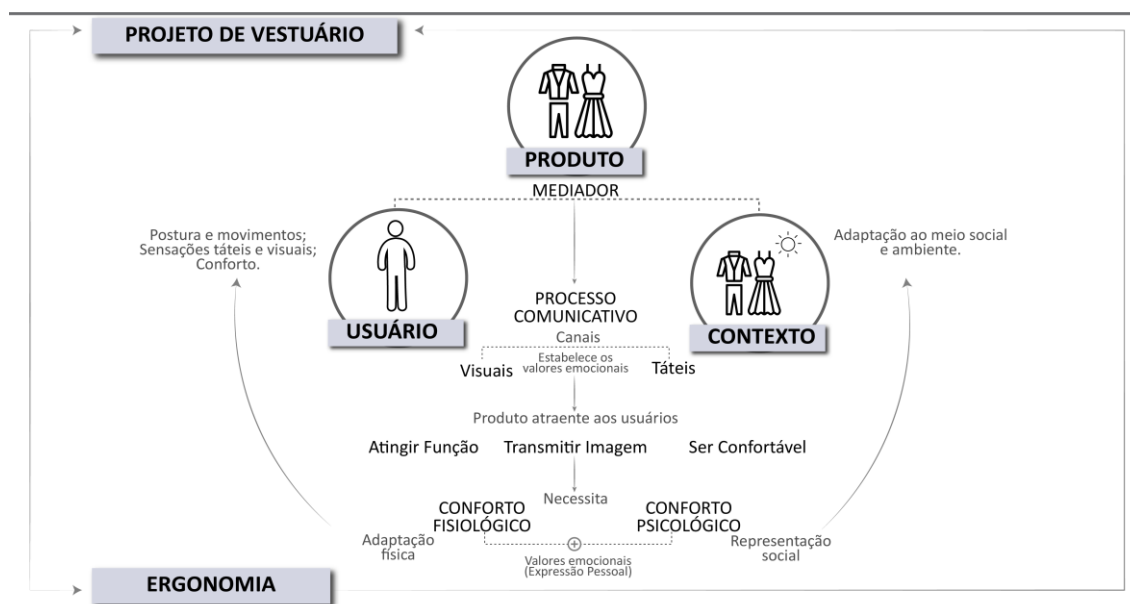 PROJETO DE VESTUÁRIO
PRODUTO
MEDIADOR
Postura e movimentos;
Sensações táteis e visuais;
Conforto.
Adaptação ao meio social
e ambiente.
USUÁRIO
PROCESSO
COMUNICATIVO
CONTEXTO
Canais
Visuais
Estabelece os
valores emocionais
Táteis
Produto atraente aos usuários
Atingir Função
Transmitir Imagem
Ser Confortável
Necessita
CONFORTO
FISIOLÓGICO
CONFORTO
PSICOLÓGICO
Adaptação
física
Representação
social
Valores emocionais
(Expressão Pessoal)
ERGONOMIA